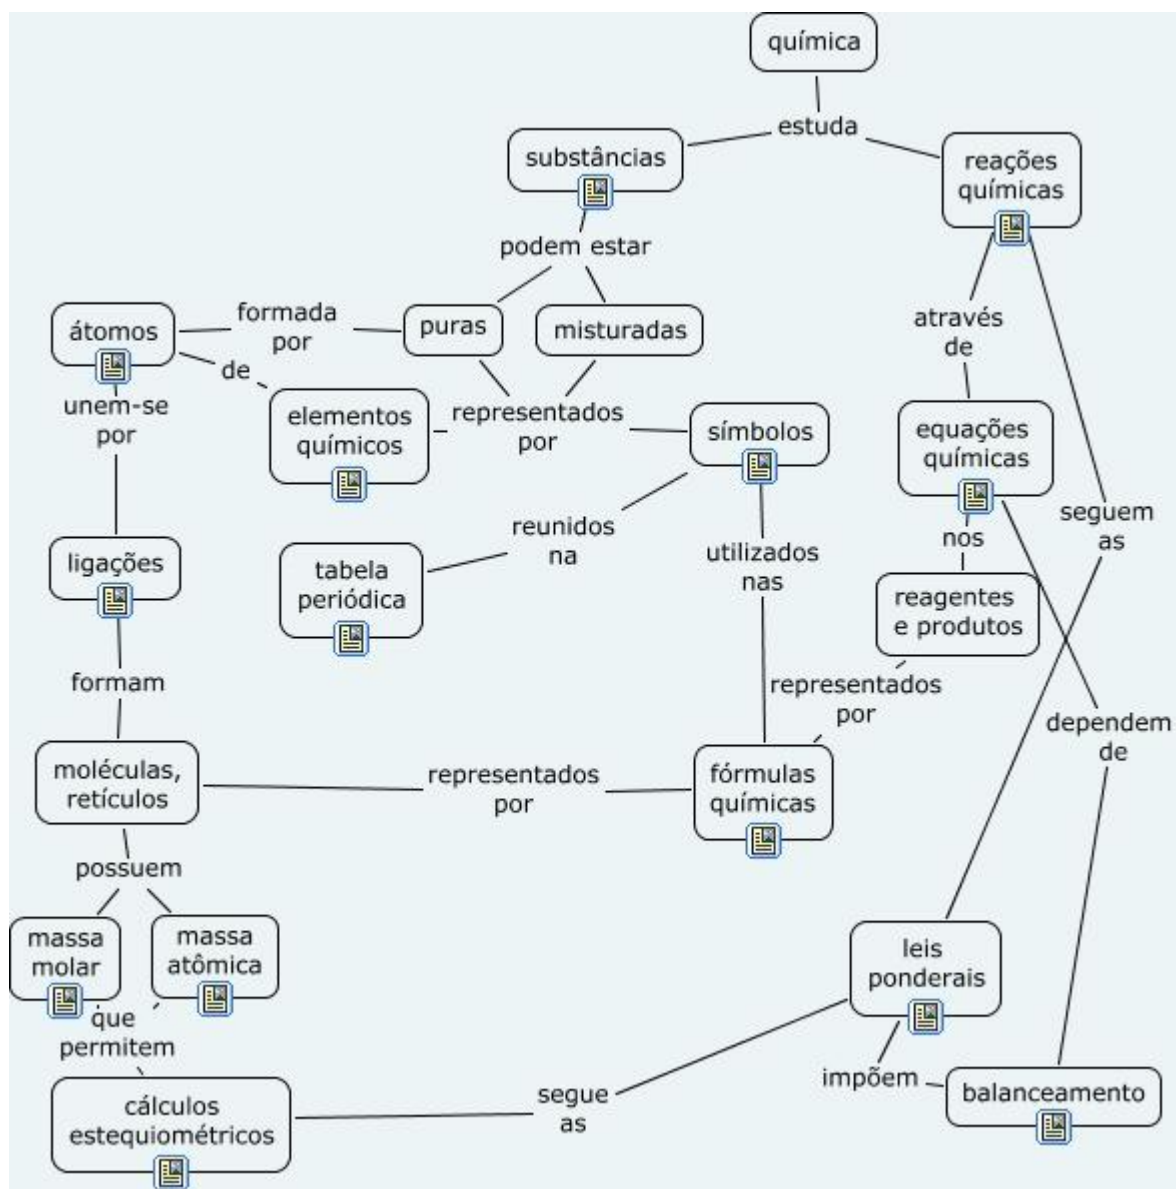 química
estuda
substâncias
reações
químicas
podem estar
formada
por
átomos
puras
misturadas
através
de
de
unem-se
por
elementos
químicos
representados
por
símbolos
equações
químicas
seguem
as
reunidos
na
utilizados
nas
nos
ligações
tabela
periódica
reagentes
e produtos
formam
representados
por
dependem
de
moléculas,
retículos
representados
por
fórmulas
químicas
possuem
massa
molar
massa
atômica
leis
ponderais
que
permitem
impõem
balanceamento
cálculos
estequiométricos
segue
as